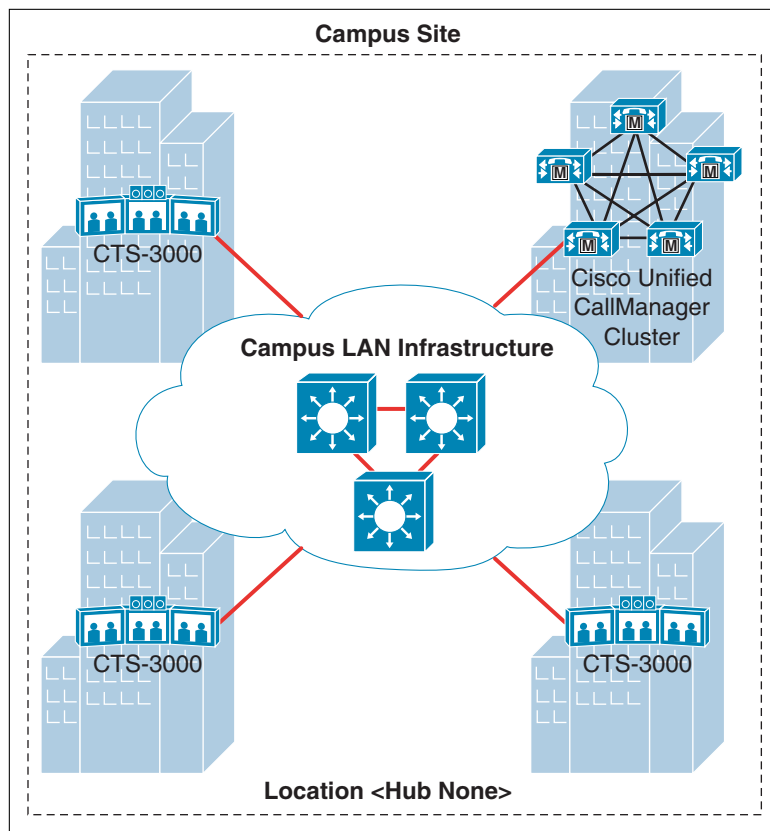 Campus Site
M
M
M
M
M
CTS-3000
Cisco Unified
CallManager
Cluster
Campus LAN Infrastructure
CTS-3000
CTS-3000
Location <Hub None>